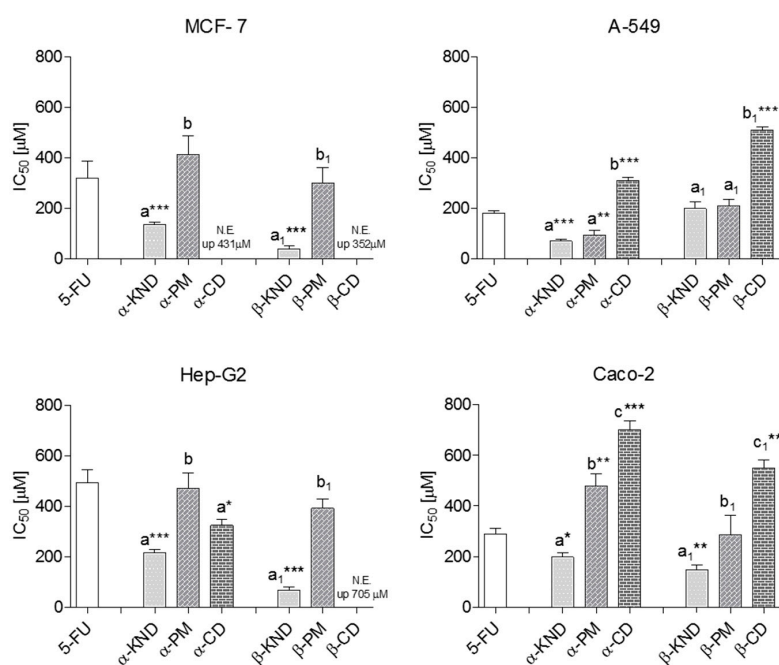 MCF- 7
IC50 [µM]
800
600
400
200
0
a***
b
N.E.
up 431µM
a1***
b1
N.E.
up 352µM
5-FU
α-KND
α-PM
α-CD
β-KND
β-PM
β-CD
A-549
IC50 [µM]
800
600
400
200
0
a***
a**
b***
a1
a1
b1***
5-FU
α-KND
α-PM
α-CD
β-KND
β-PM
β-CD
Hep-G2
IC50 [µM]
800
600
400
200
0
a***
b
a*
a1***
b1
N.E.
up 705 µM
5-FU
α-KND
α-PM
α-CD
β-KND
β-PM
β-CD
Caco-2
IC50 [µM]
800
600
400
200
0
a*
b**
c***
a1**
b1
c1**
5-FU
α-KND
α-PM
α-CD
β-KND
β-PM
β-CD